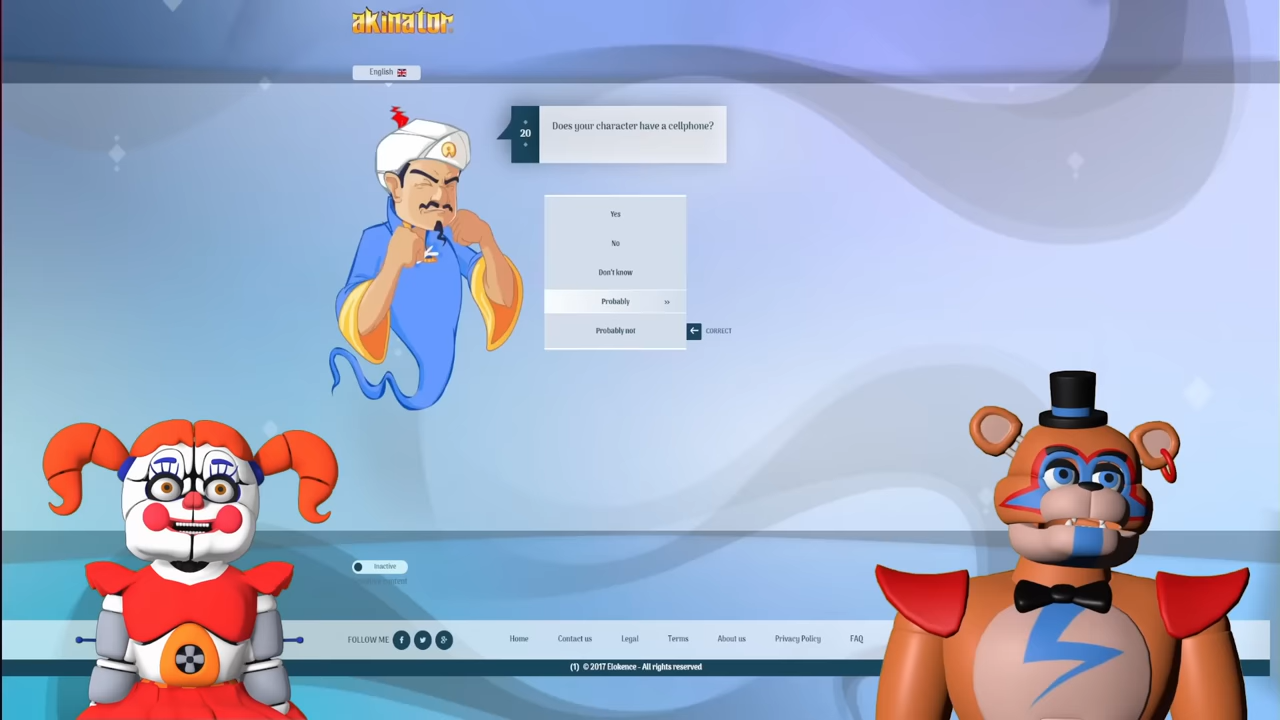 akinator
English
20
Does your character have a cellphone?
Yes
No
Don't know
Probably
Probably not
CORRECT
Inactive
FOLLOW ME
Home Contact us Legal Terms About us Privacy Policy FAQ
(1) © 2017 Elokence - All rights reserved